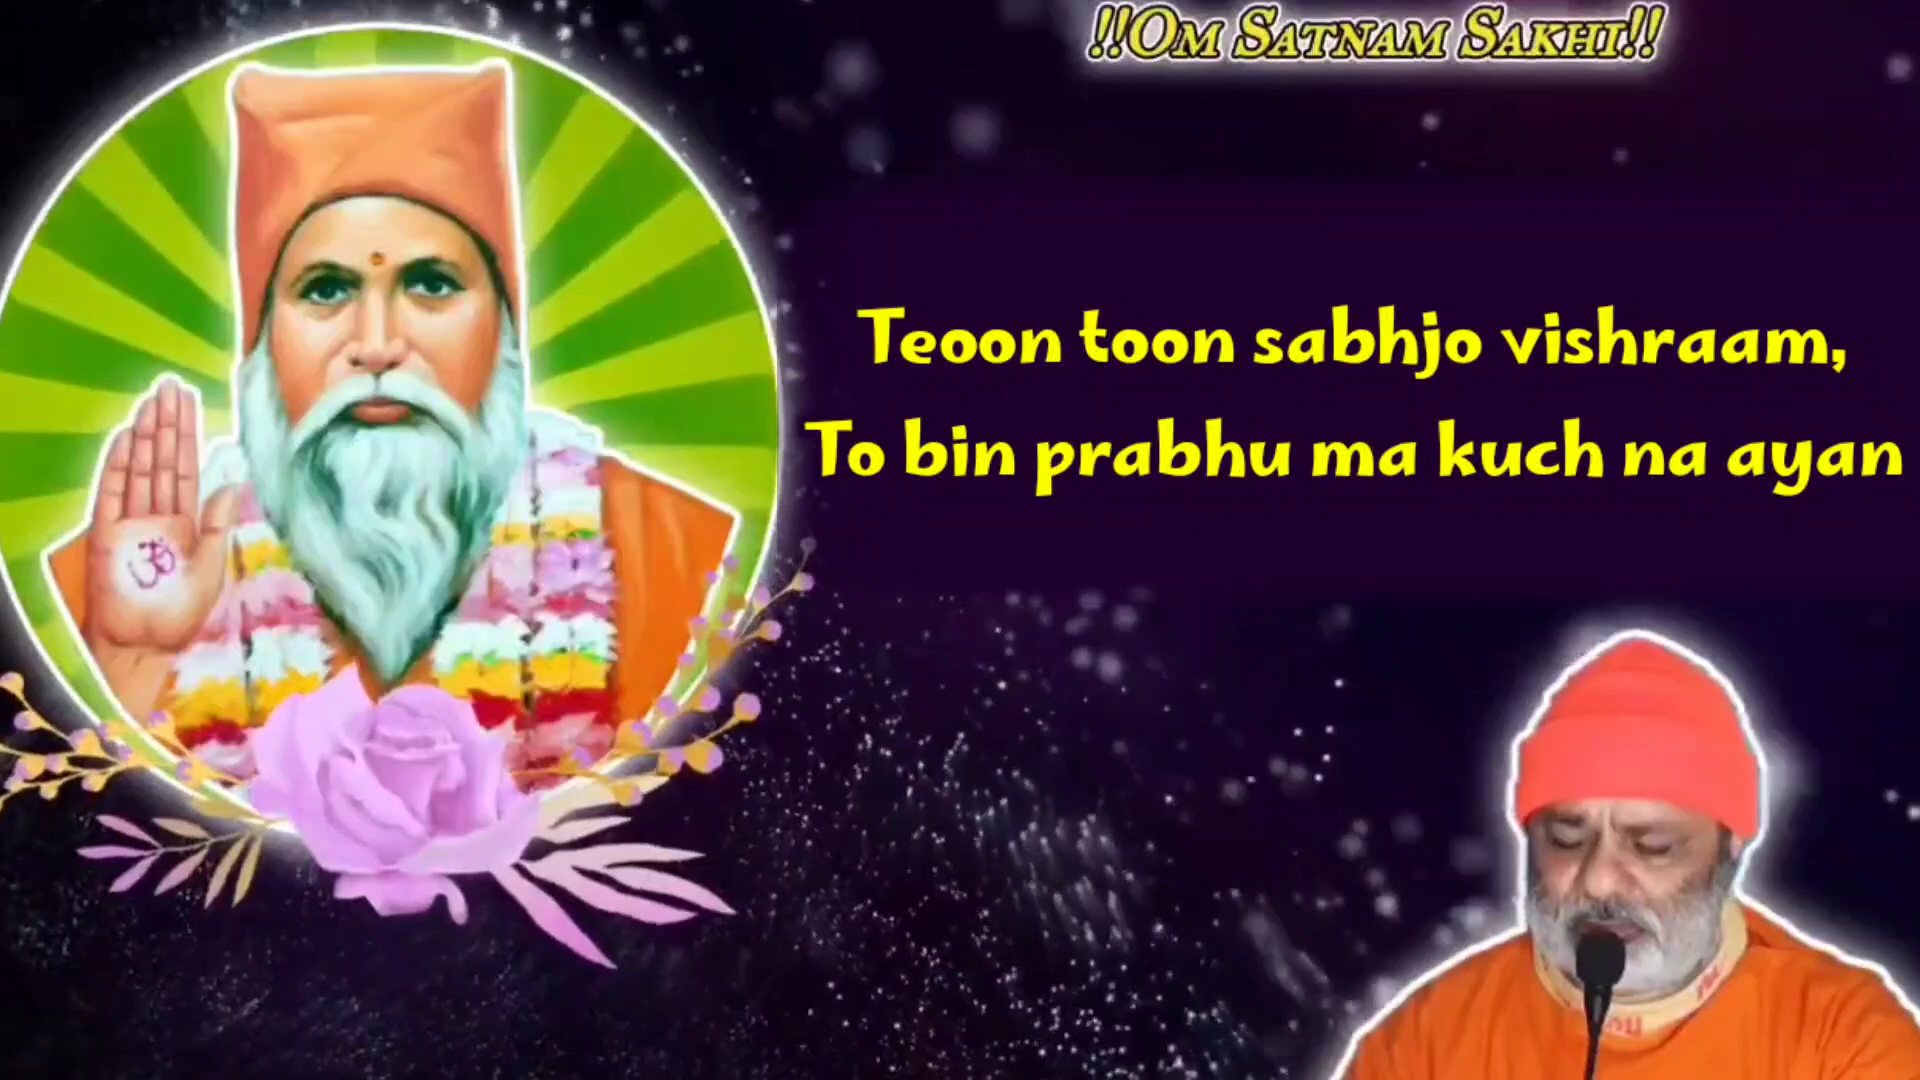 !!Om Satnam Sakhi!!
Teoon toon sabhjo vishraam,
To bin prabhu ma kuch na ayan
ॐ